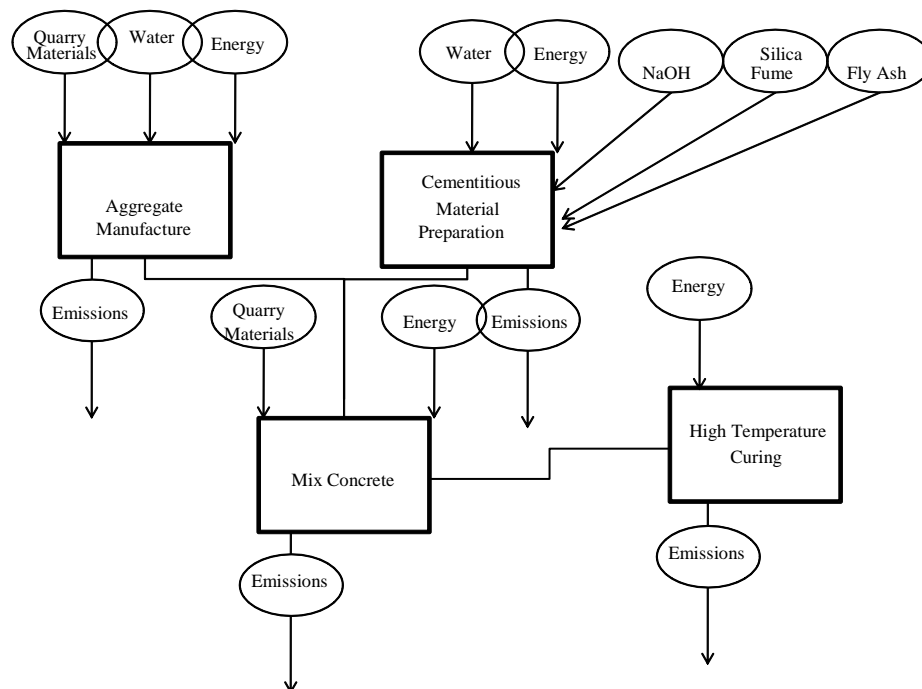 Quarry
Materials
Water
Energy
Water
Energy
NaOH
Silica
Fume
Fly Ash
Aggregate
Manufacture
Cementitious
Material
Preparation
Emissions
Quarry
Materials
Energy
Emissions
Energy
Mix Concrete
High Temperature
Curing
Emissions
Emissions